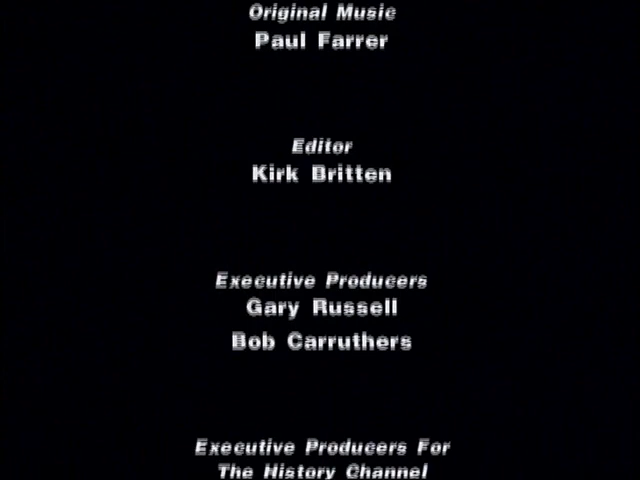 Original Music
Paul Farrer
Editor
Kirk Britten
Executive Producers
Gary Russell
Bob Carruthers
Executive Producers For
The History Channel